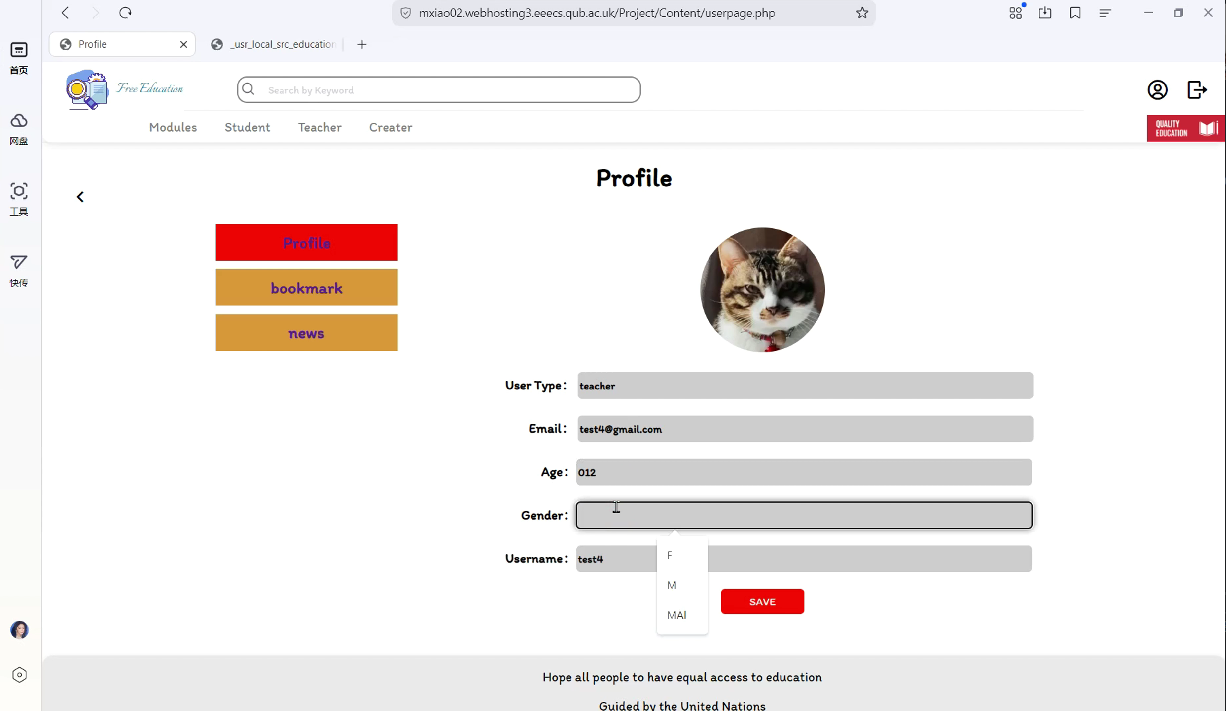 mxiao02.webhosting3.eeecs.qub.ac.uk/Project/Content/userpage.php
首页
Profile
_usr_local_src_education
Free Education
Search by Keyword
网盘
Modules Student Teacher Creater
QUALITY EDUCATION
工具
Profile
快传
Profile
bookmark
news
User Type: teacher
Email: test4@gmail.com
Age: 012
Gender:
Username: test4
F
M
MAl
SAVE
Hope all people to have equal access to education
Guided by the United Nations